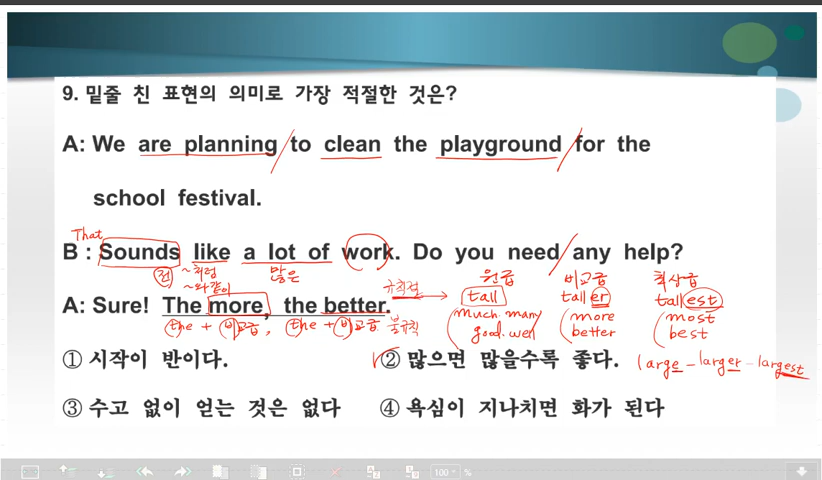 9. 밑줄 친 표현의 의미로 가장 적절한 것은?
A: We are planning / to clean the playground / for the
school festival.
That
B : Sounds like a lot of work. Do you need / any help?
전 ~처럼 많은 원급 비교급 최상급
~와같이 규칙적 → tall taller tallest
A: Sure! The more, the better.
the + 비교급, the + 비교급 불규칙
much. many more most
good. well better best
① 시작이 반이다. ② 많으면 많을수록 좋다. large - larger - largest
③ 수고 없이 얻는 것은 없다 ④ 욕심이 지나치면 화가 된다
100 %